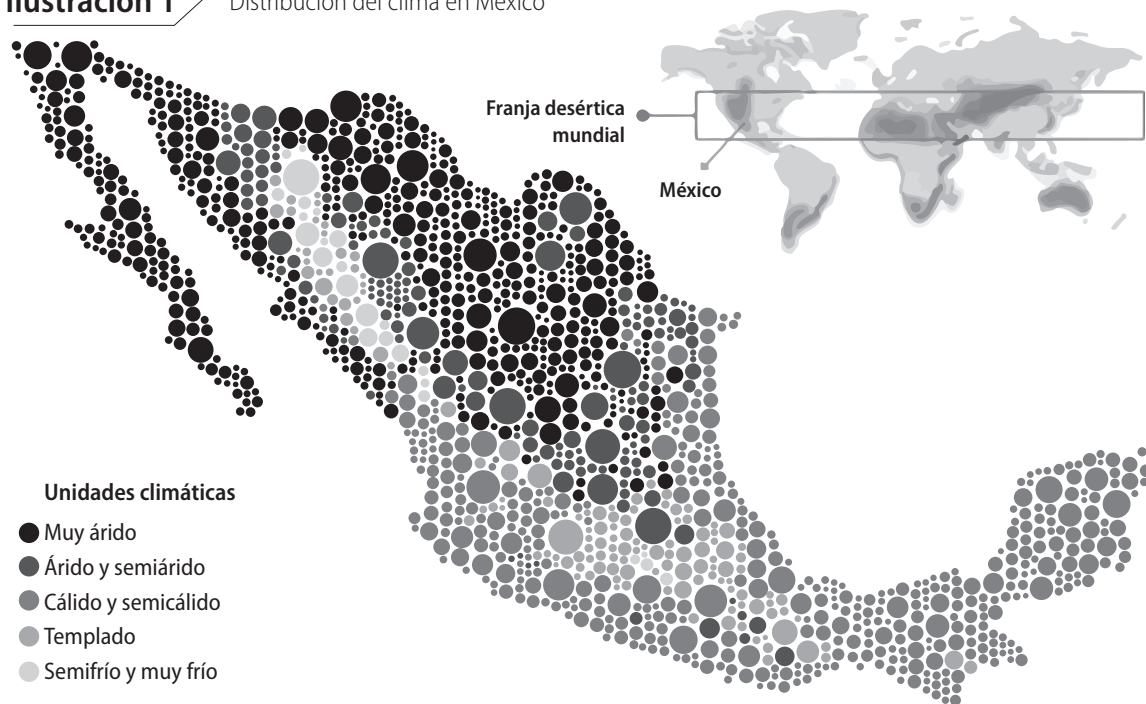 Ilustración 1
Distribución del clima en México
Franja desértica
mundial
México
Unidades climáticas
Muy árido
Árido y semiárido
Cálido y semicálido
Templado
Semifrío y muy frío